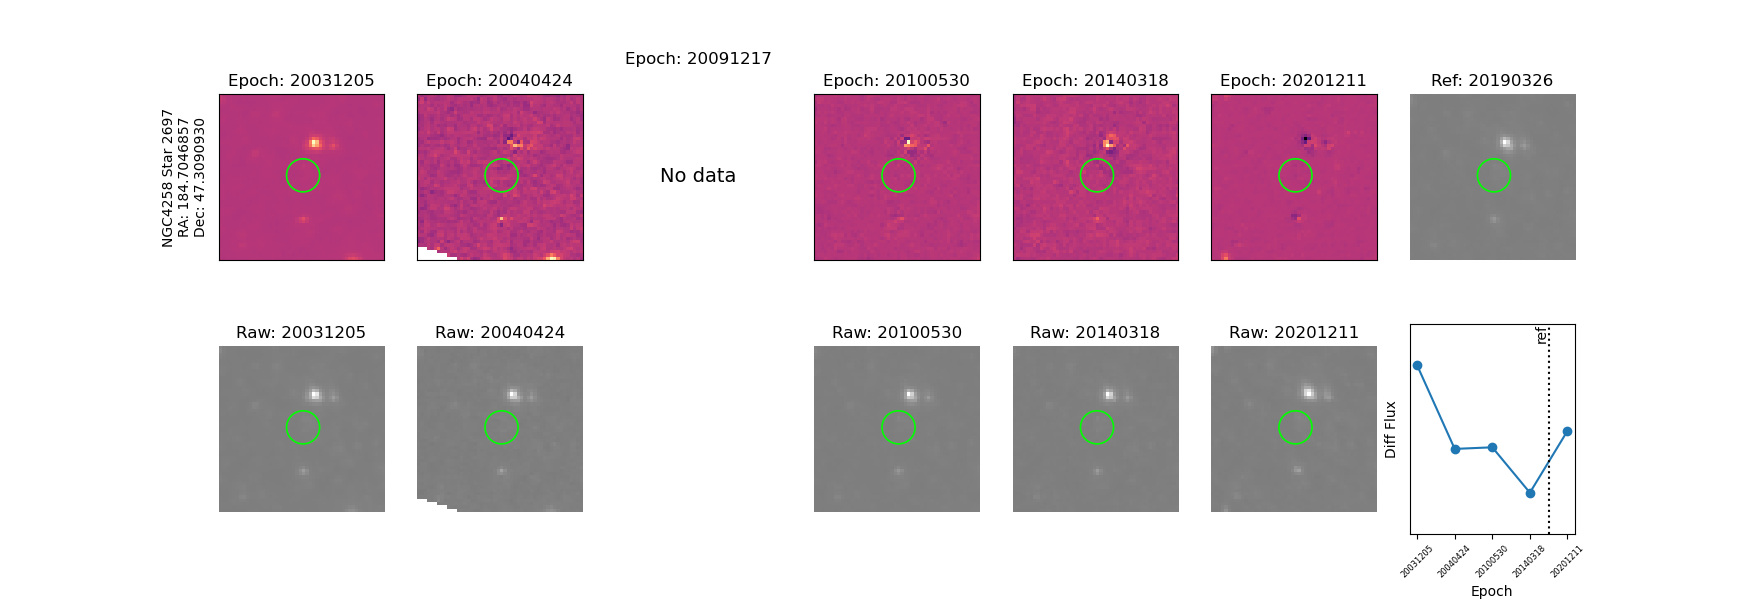 Epoch: 20031205
Epoch: 20040424
Epoch: 20091217
Epoch: 20100530
Epoch: 20140318
Epoch: 20201211
Ref: 20190326
NGC4258 Star 2697
RA: 184.7046857
Dec: 47.3090930
No data
Raw: 20031205
Raw: 20040424
Raw: 20100530
Raw: 20140318
Raw: 20201211
ref
Diff Flux
20031205
20040424
20100530
20140318
20201211
Epoch